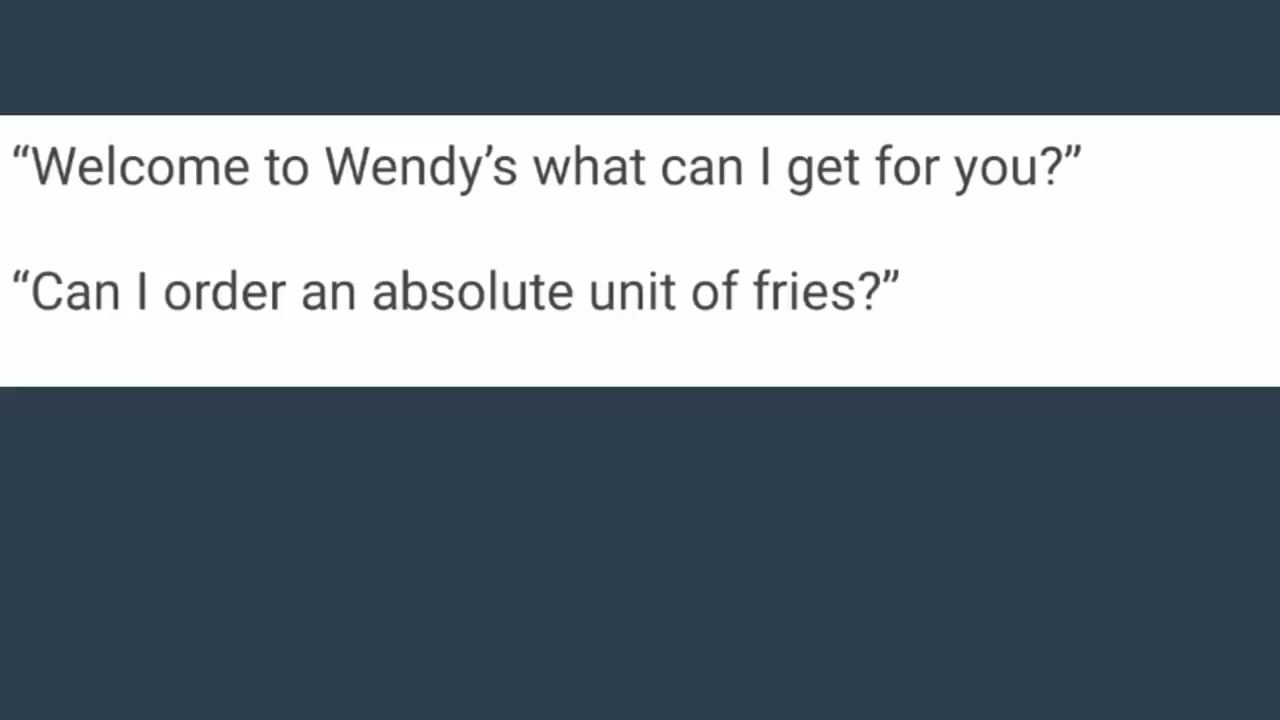 “Welcome to Wendy’s what can I get for you?”
“Can I order an absolute unit of fries?”